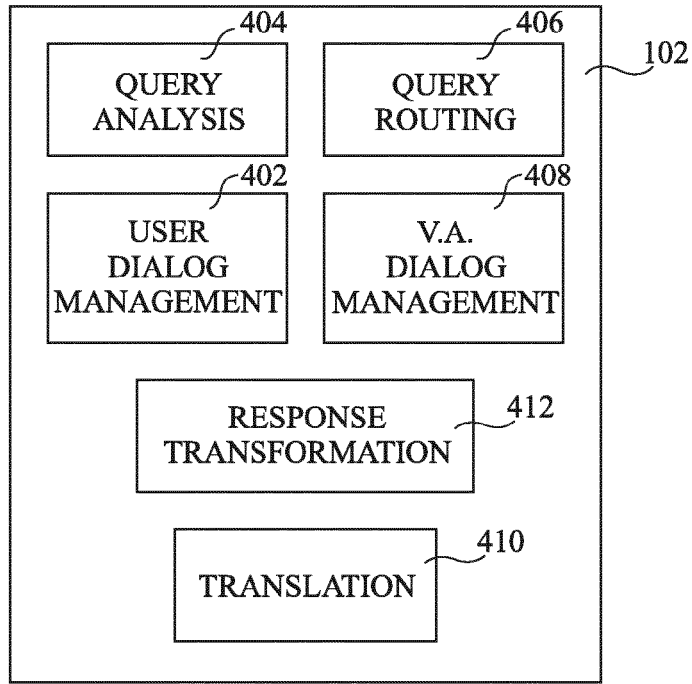 404
QUERY
ANALYSIS
406
QUERY
ROUTING
102
402
USER
DIALOG
MANAGEMENT
408
V.A.
DIALOG
MANAGEMENT
RESPONSE
TRANSFORMATION
412
TRANSLATION
410